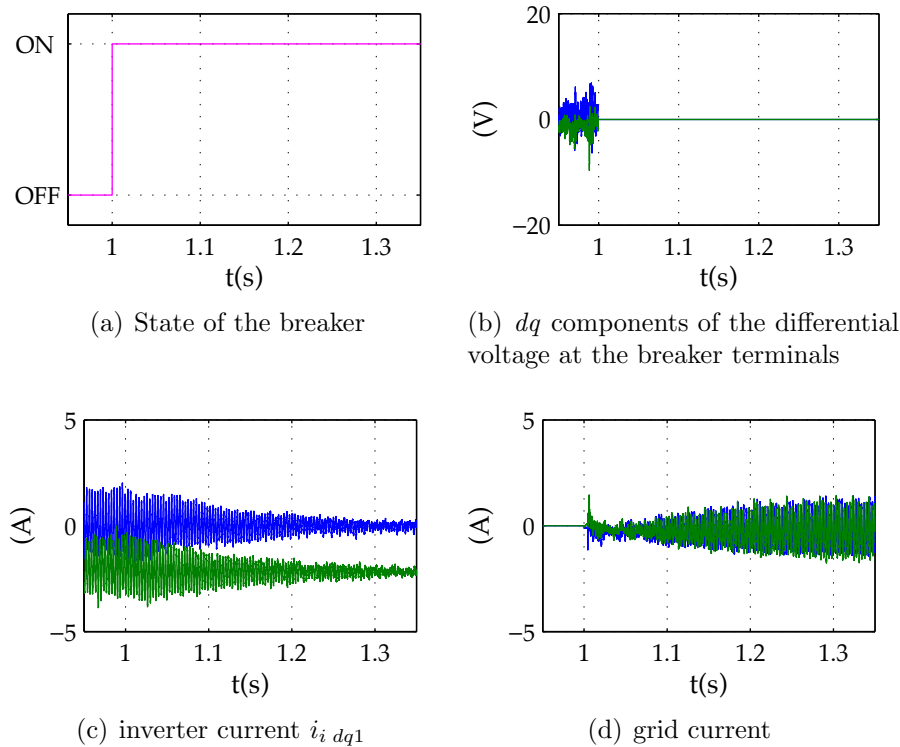 ON
OFF
1 1.1 1.2 1.3
t(s)
(a) State of the breaker
20
0
−20
(V)
1 1.1 1.2 1.3
t(s)
(b) dq components of the differential
voltage at the breaker terminals
5
0
−5
(A)
1 1.1 1.2 1.3
t(s)
(c) inverter current i_{i dq1}
5
0
−5
(A)
1 1.1 1.2 1.3
t(s)
(d) grid current